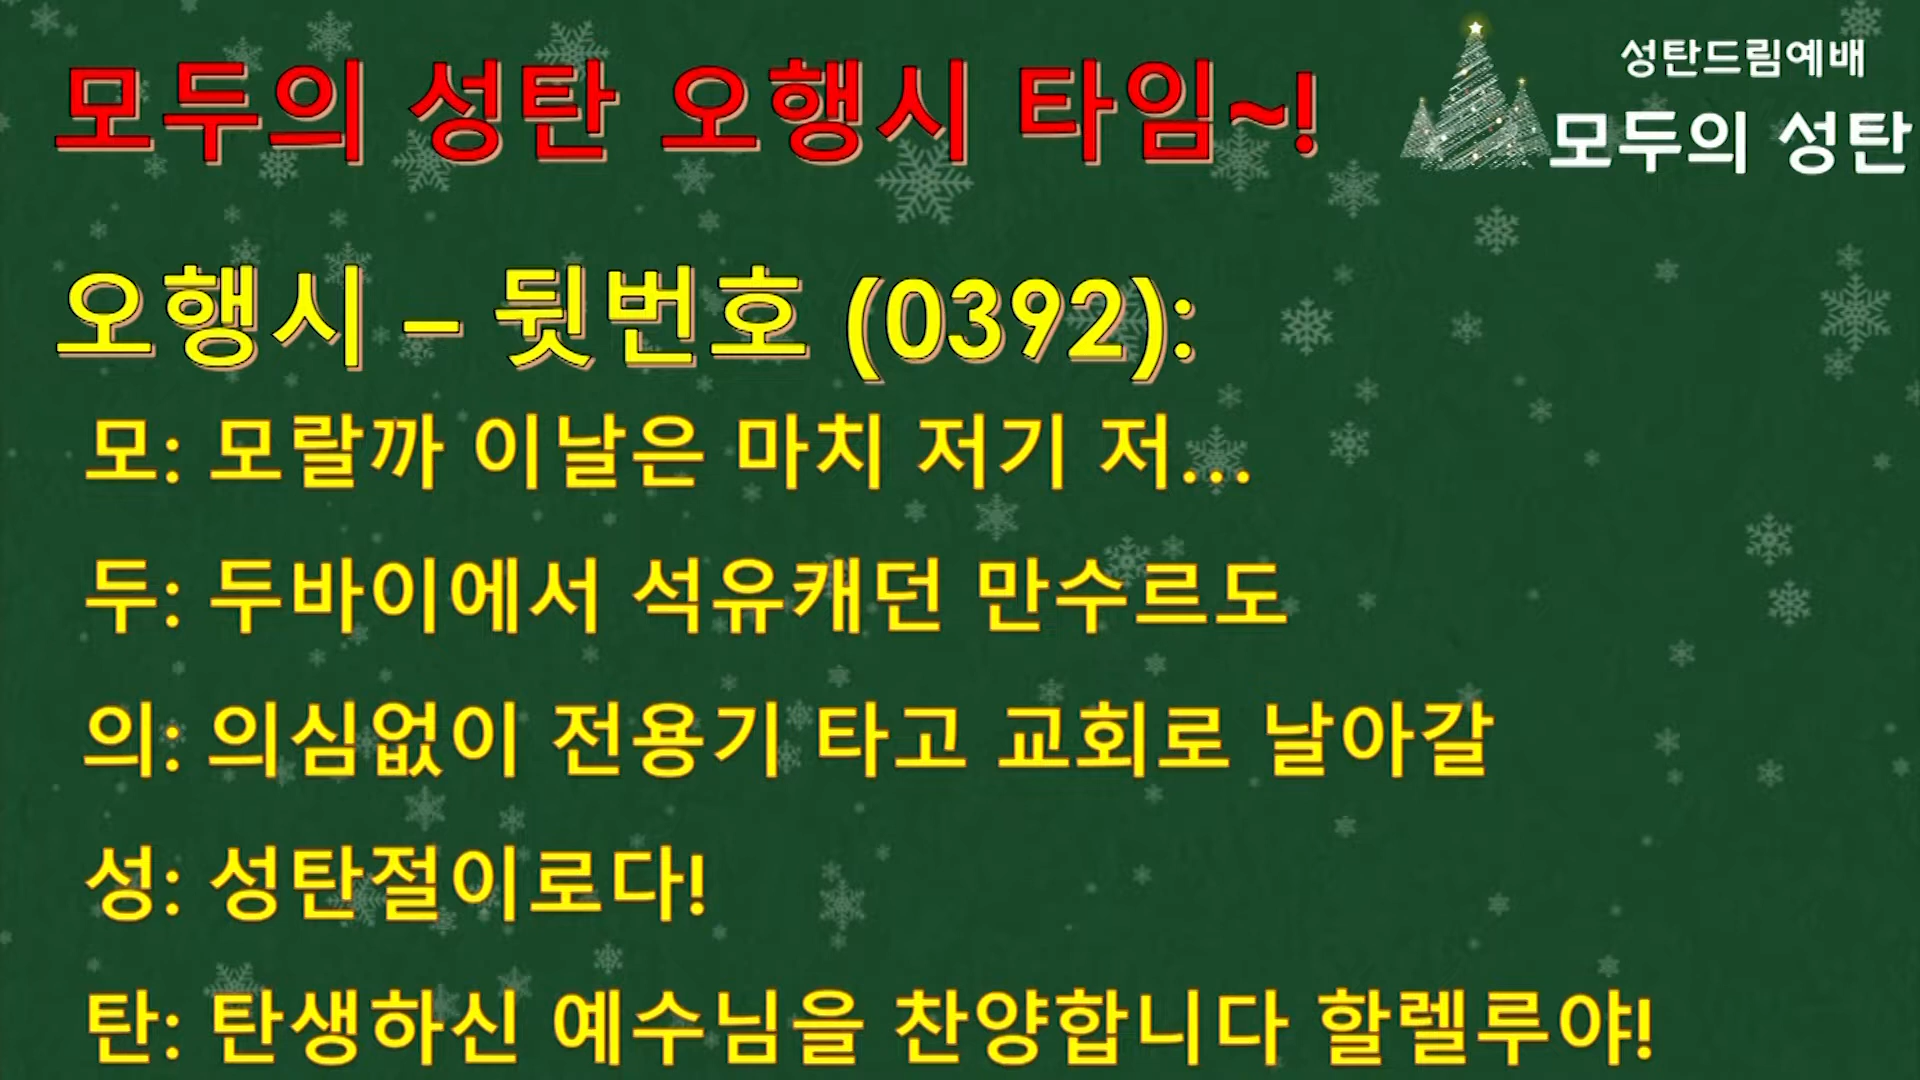 모두의 성탄 오행시 타임~!
성탄드림예배
모두의 성탄
오행시 – 뒷번호 (0392):
모: 모랄까 이날은 마치 저기 저...
두: 두바이에서 석유캐던 만수르도
의: 의심없이 전용기 타고 교회로 날아갈
성: 성탄절이로다!
탄: 탄생하신 예수님을 찬양합니다 할렐루야!